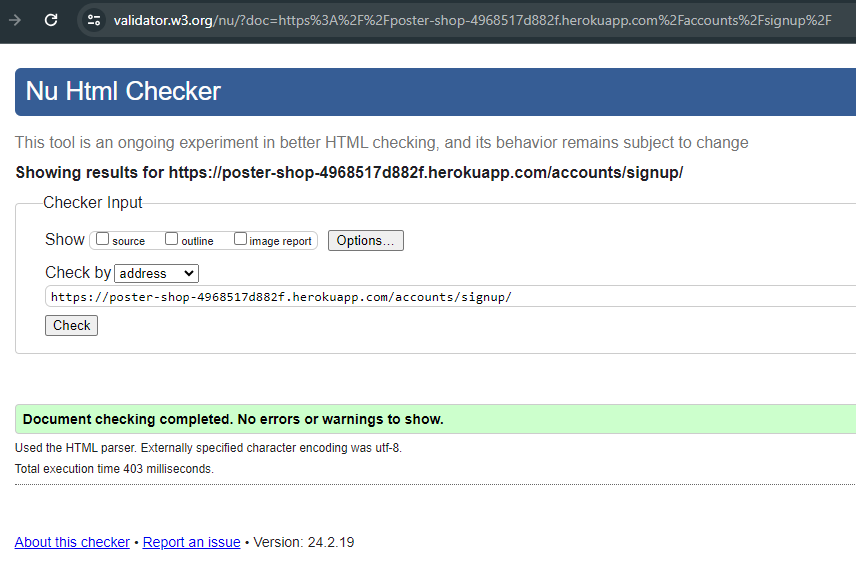 validator.w3.org/nu/?doc=https%3A%2F%2Fposter-shop-4968517d882f.herokuapp.com%2Faccounts%2Fsignup%2F
Nu Html Checker
This tool is an ongoing experiment in better HTML checking, and its behavior remains subject to change
Showing results for https://poster-shop-4968517d882f.herokuapp.com/accounts/signup/
Checker Input
Show source outline image report Options...
Check by address
https://poster-shop-4968517d882f.herokuapp.com/accounts/signup/
Check
Document checking completed. No errors or warnings to show.
Used the HTML parser. Externally specified character encoding was utf-8.
Total execution time 403 milliseconds.
About this checker • Report an issue • Version: 24.2.19